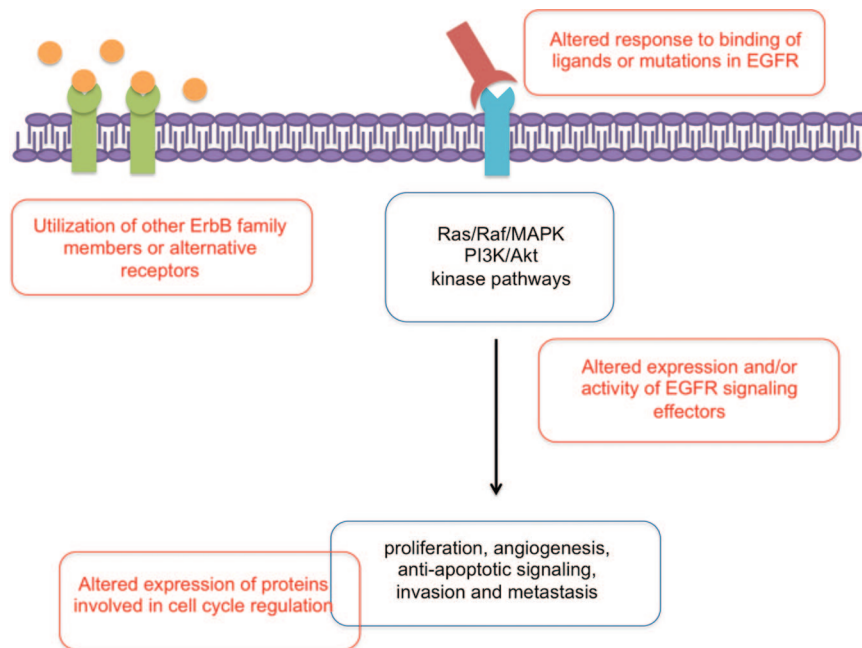 Altered response to binding of
ligands or mutations in EGFR
Utilization of other ErbB family
members or alternative
receptors
Ras/Raf/MAPK
PI3K/Akt
kinase pathways
Altered expression and/or
activity of EGFR signaling
effectors
proliferation, angiogenesis,
anti-apoptotic signaling,
invasion and metastasis
Altered expression of proteins
involved in cell cycle regulation